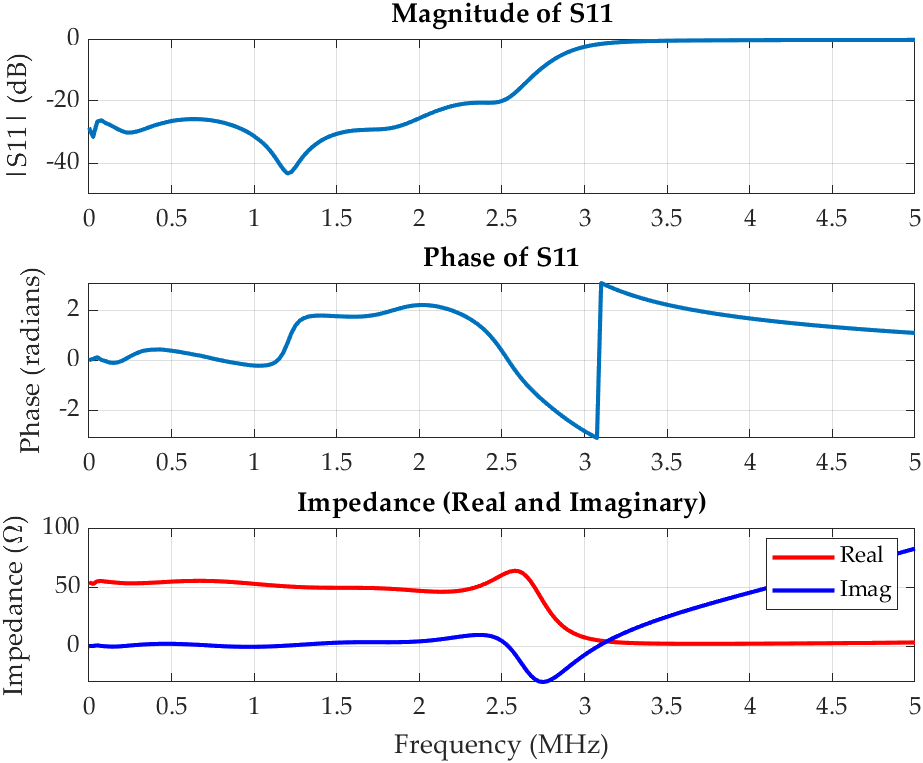 Magnitude of S11
|S11| (dB)
0
-20
-40
0 0.5 1 1.5 2 2.5 3 3.5 4 4.5 5
Phase of S11
Phase (radians)
2
0
-2
0 0.5 1 1.5 2 2.5 3 3.5 4 4.5 5
Impedance (Real and Imaginary)
Impedance (Ω)
100
50
0
Real
Imag
0 0.5 1 1.5 2 2.5 3 3.5 4 4.5 5
Frequency (MHz)